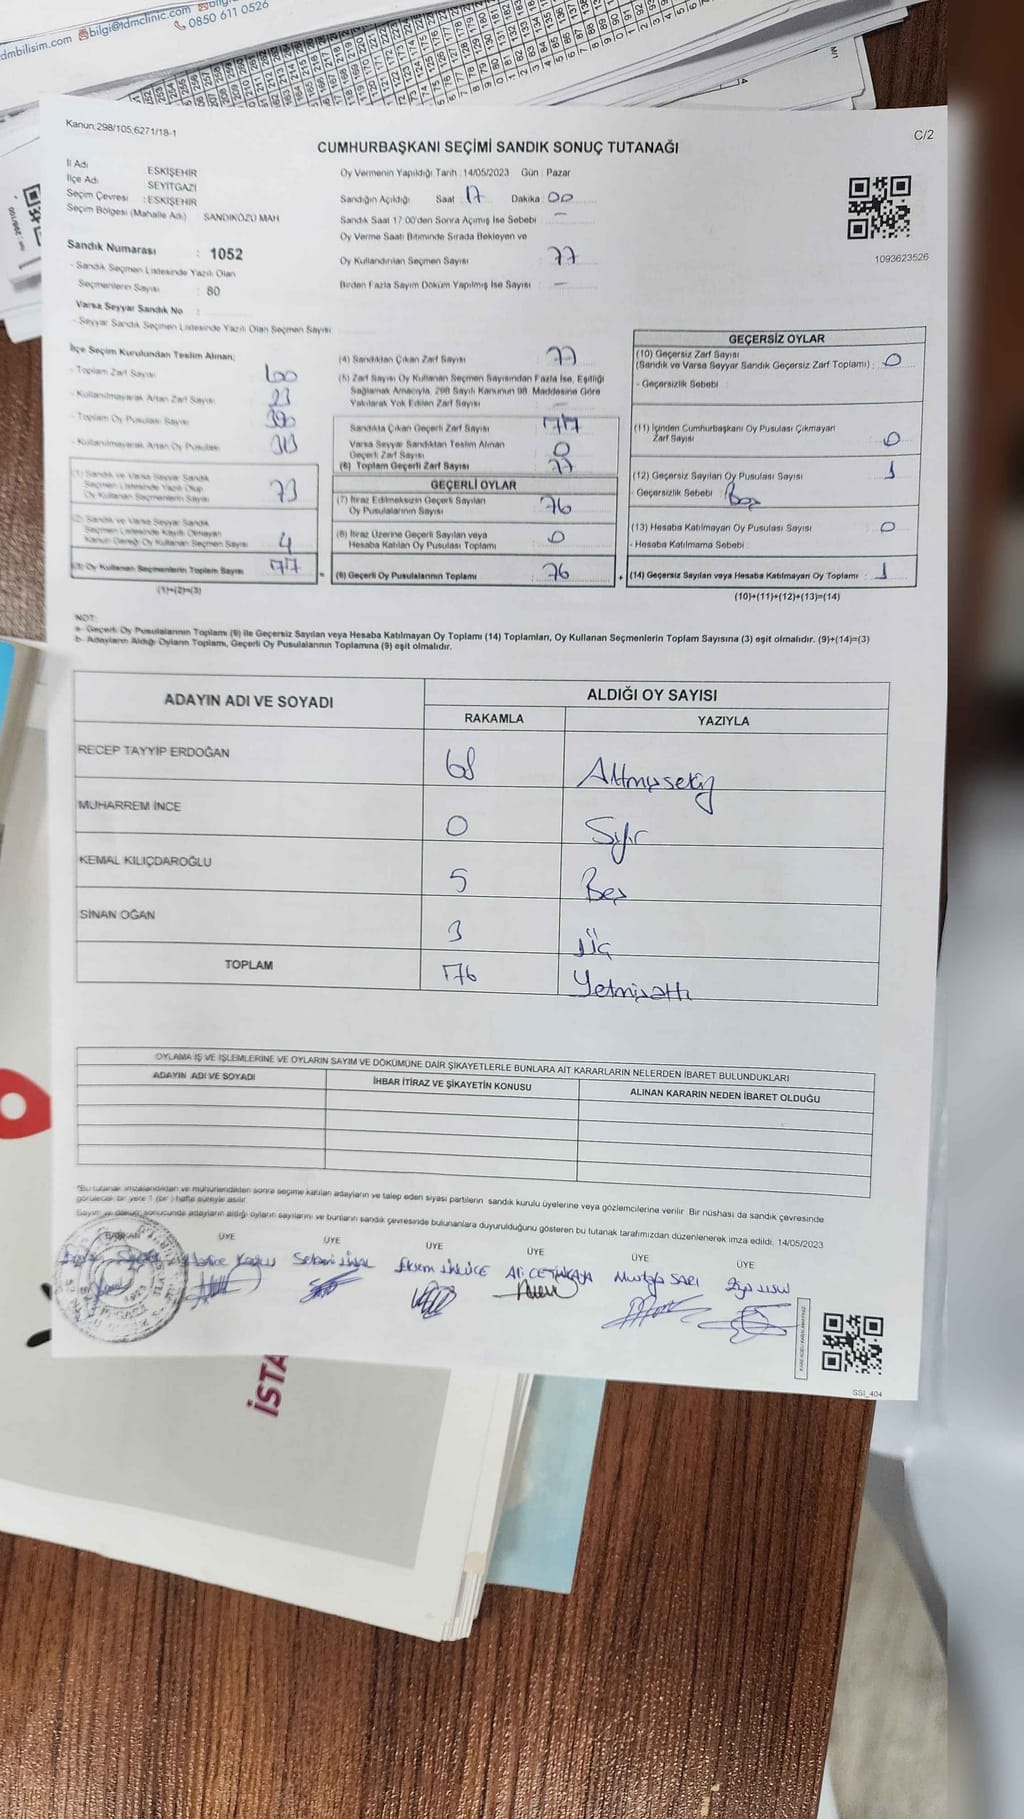 dmbilisim.com bilgi@tdmclinic.com
0850 611 0526
Kanun;298/105,6271/18-1
C/2
CUMHURBAŞKANI SEÇİMİ SANDIK SONUÇ TUTANAĞI
İl Adı : ESKİŞEHİR
İlçe Adı SEYİTGAZİ
Seçim Çevresi : ESKİŞEHİR
Seçim Bölgesi (Mahalle Adı) : SANDIKÖZÜ MAH
Sandık Numarası : 1052
- Sandık Seçmen Listesinde Yazılı Olan
Seçmenlerin Sayısı : 80
Varsa Seyyar Sandık No :
- Seyyar Sandık Seçmen Listesinde Yazılı Olan Seçmen Sayısı
Oy Vermenin Yapıldığı Tarih : 14/05/2023 Gün : Pazar
Sandığın Açıldığı Saat : 17 Dakika : 00
Sandık Saat 17.00'den Sonra Açımış İse Sebebi : -
Oy Verme Saati Bitiminde Sırada Bekleyen ve
Oy Kullandırılan Seçmen Sayısı : 77
Birden Fazla Sayım Döküm Yapılmış İse Sayısı : -
1093623526
İlçe Seçim Kurulundan Teslim Alınan;
- Toplam Zarf Sayısı
- Kullanılmayarak Artan Zarf Sayısı : 23
- Toplam Oy Pusulası Sayısı
- Kullanılmayarak Artan Oy Pusulası : 313
(1) Sandık ve Varsa Seyyar Sandık
Seçmen Listesinde Yazılı Olup
Oy Kullanan Seçmenlerin Sayısı : 73
(2) Sandık ve Varsa Seyyar Sandık
Seçmen Listesinde Kayıtlı Olmayan
Kanun Gereği Oy Kullanan Seçmen Sayısı : 4
(3) Oy Kullanan Seçmenlerin Toplam Sayısı : 77
(1)+(2)=(3)
(4) Sandıktan Çıkan Zarf Sayısı : 77
(5) Zarf Sayısı Oy Kullanan Seçmen Sayısından Fazla İse, Eşitliği
Sağlamak Amacıyla, 298 Sayılı Kanunun 98. Maddesine Göre
Yakılarak Yok Edilen Zarf Sayısı : -
Sandıkta Çıkan Geçerli Zarf Sayısı : 77
Varsa Seyyar Sandıktan Teslim Alınan
Geçerli Zarf Sayısı : 0
(6) Toplam Geçerli Zarf Sayısı : 77
GEÇERLİ OYLAR
(7) İtiraz Edilmeksizin Geçerli Sayılan
Oy Pusulalarının Sayısı : 76
(8) İtiraz Üzerine Geçerli Sayılan veya
Hesaba Katılan Oy Pusulası Toplamı : 0
(9) Geçerli Oy Pusulalarının Toplamı : 76
GEÇERSİZ OYLAR
(10) Geçersiz Zarf Sayısı
(Sandık ve Varsa Seyyar Sandık Geçersiz Zarf Toplamı) : 0
- Geçersizlik Sebebi :
(11) İçinden Cumhurbaşkanı Oy Pusulası Çıkmayan
Zarf Sayısı : 0
(12) Geçersiz Sayılan Oy Pusulası Sayısı : 1
- Geçersizlik Sebebi : Boş
(13) Hesaba Katılmayan Oy Pusulası Sayısı : 0
- Hesaba Katılmama Sebebi :
(14) Geçersiz Sayılan veya Hesaba Katılmayan Oy Toplamı : 1
(10)+(11)+(12)+(13)=(14)
NOT:
a- Geçerli Oy Pusulalarının Toplamı (9) ile Geçersiz Sayılan veya Hesaba Katılmayan Oy Toplamı (14) Toplamları, Oy Kullanan Seçmenlerin Toplam Sayısına (3) eşit olmalıdır. (9)+(14)=(3)
b- Adayların Aldığı Oyların Toplamı, Geçerli Oy Pusulalarının Toplamına (9) eşit olmalıdır.
ADAYIN ADI VE SOYADI ALDIĞI OY SAYISI
RAKAMLA YAZIYLA
RECEP TAYYİP ERDOĞAN 68 Altmışsekiz
MUHARREM İNCE 0 Sıfır
KEMAL KILIÇDAROĞLU 5 Beş
SİNAN OĞAN 3 Üç
TOPLAM 76 Yetmişaltı
OYLAMA İŞ VE İŞLEMLERİNE VE OYLARIN SAYIM VE DÖKÜMÜNE DAİR ŞİKAYETLERLE BUNLARA AİT KARARLARIN NELERDEN İBARET BULUNDUKLARI
ADAYIN ADI VE SOYADI İHBAR İTİRAZ VE ŞİKAYETİN KONUSU ALINAN KARARIN NEDEN İBARET OLDUĞU
*Bu tutanak imzalandıktan ve mühürlendikten sonra seçime katılan adayların ve talep eden siyasi partilerin sandık kurulu üyelerine veya gözlemcilerine verilir. Bir nüshası da sandık çevresinde
görülecek bir yere 1 (bir) hafta süreyle asılır.
Sayım ve döküm sonucunda adayların aldığı oyların sayılarını ve bunların sandık çevresinde bulunanlara duyurulduğunu gösteren bu tutanak tarafımızdan düzenlenerek imza edildi. 14/05/2023
BAŞKAN ÜYE ÜYE ÜYE ÜYE ÜYE ÜYE
Ali CETİNKAYA Mustafa SARI
SSI_404
İSTA